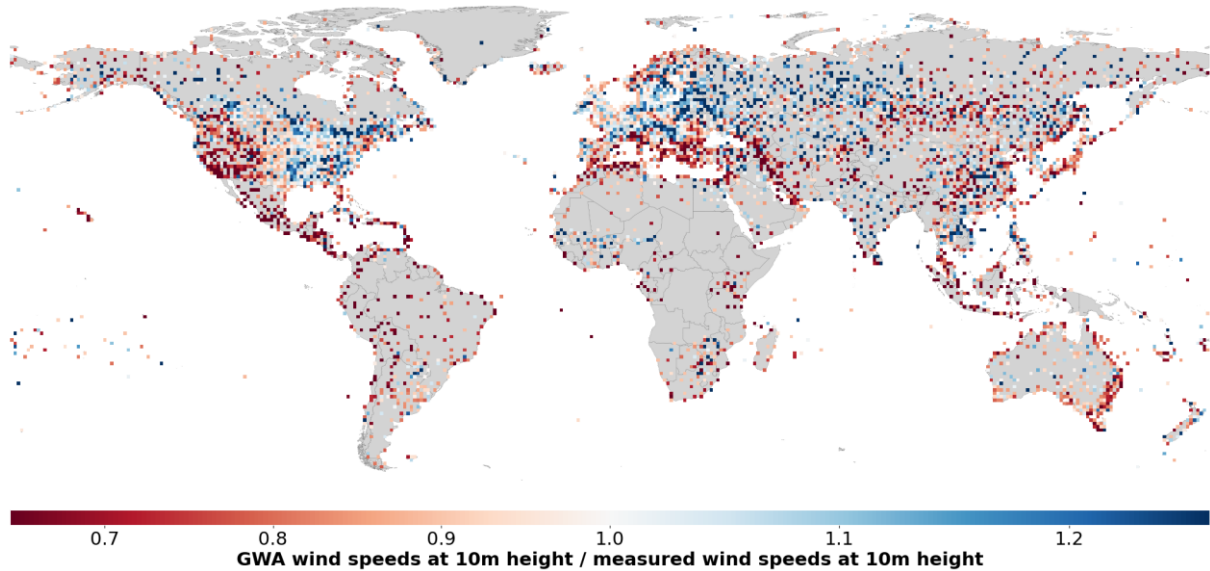 0.7 0.8 0.9 1.0 1.1 1.2
GWA wind speeds at 10m height / measured wind speeds at 10m height